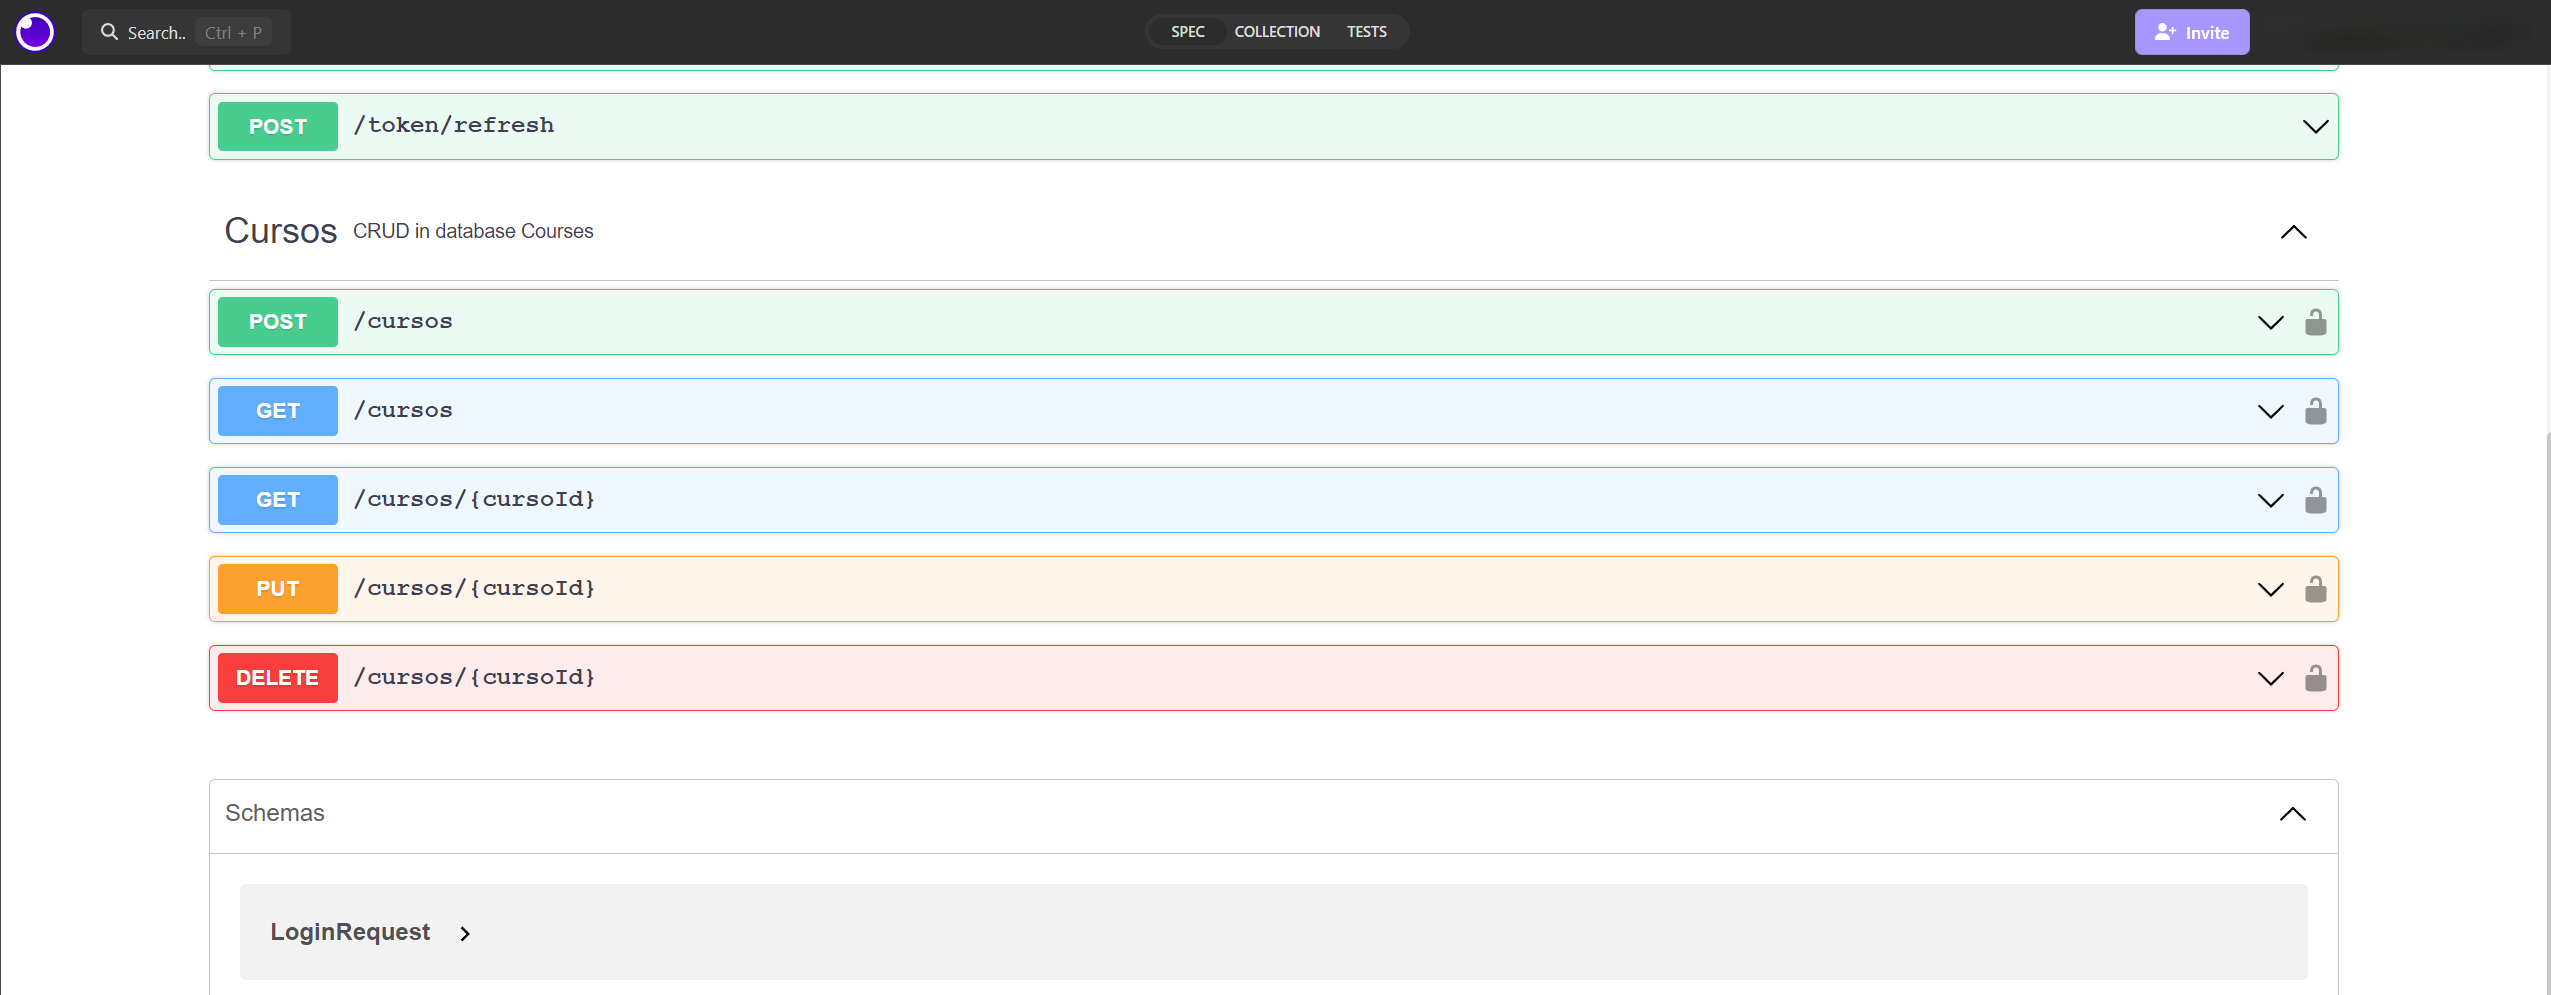 Search.. Ctrl + P SPEC COLLECTION TESTS Invite
POST /token/refresh
Cursos CRUD in database Courses
POST /cursos
GET /cursos
GET /cursos/{cursoId}
PUT /cursos/{cursoId}
DELETE /cursos/{cursoId}
Schemas
LoginRequest